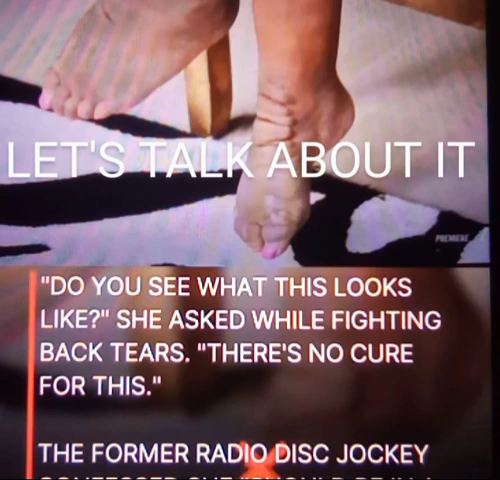 LET'S TALK ABOUT IT
PREMIERE
"DO YOU SEE WHAT THIS LOOKS
LIKE?" SHE ASKED WHILE FIGHTING
BACK TEARS. "THERE'S NO CURE
FOR THIS."
THE FORMER RADIO DISC JOCKEY